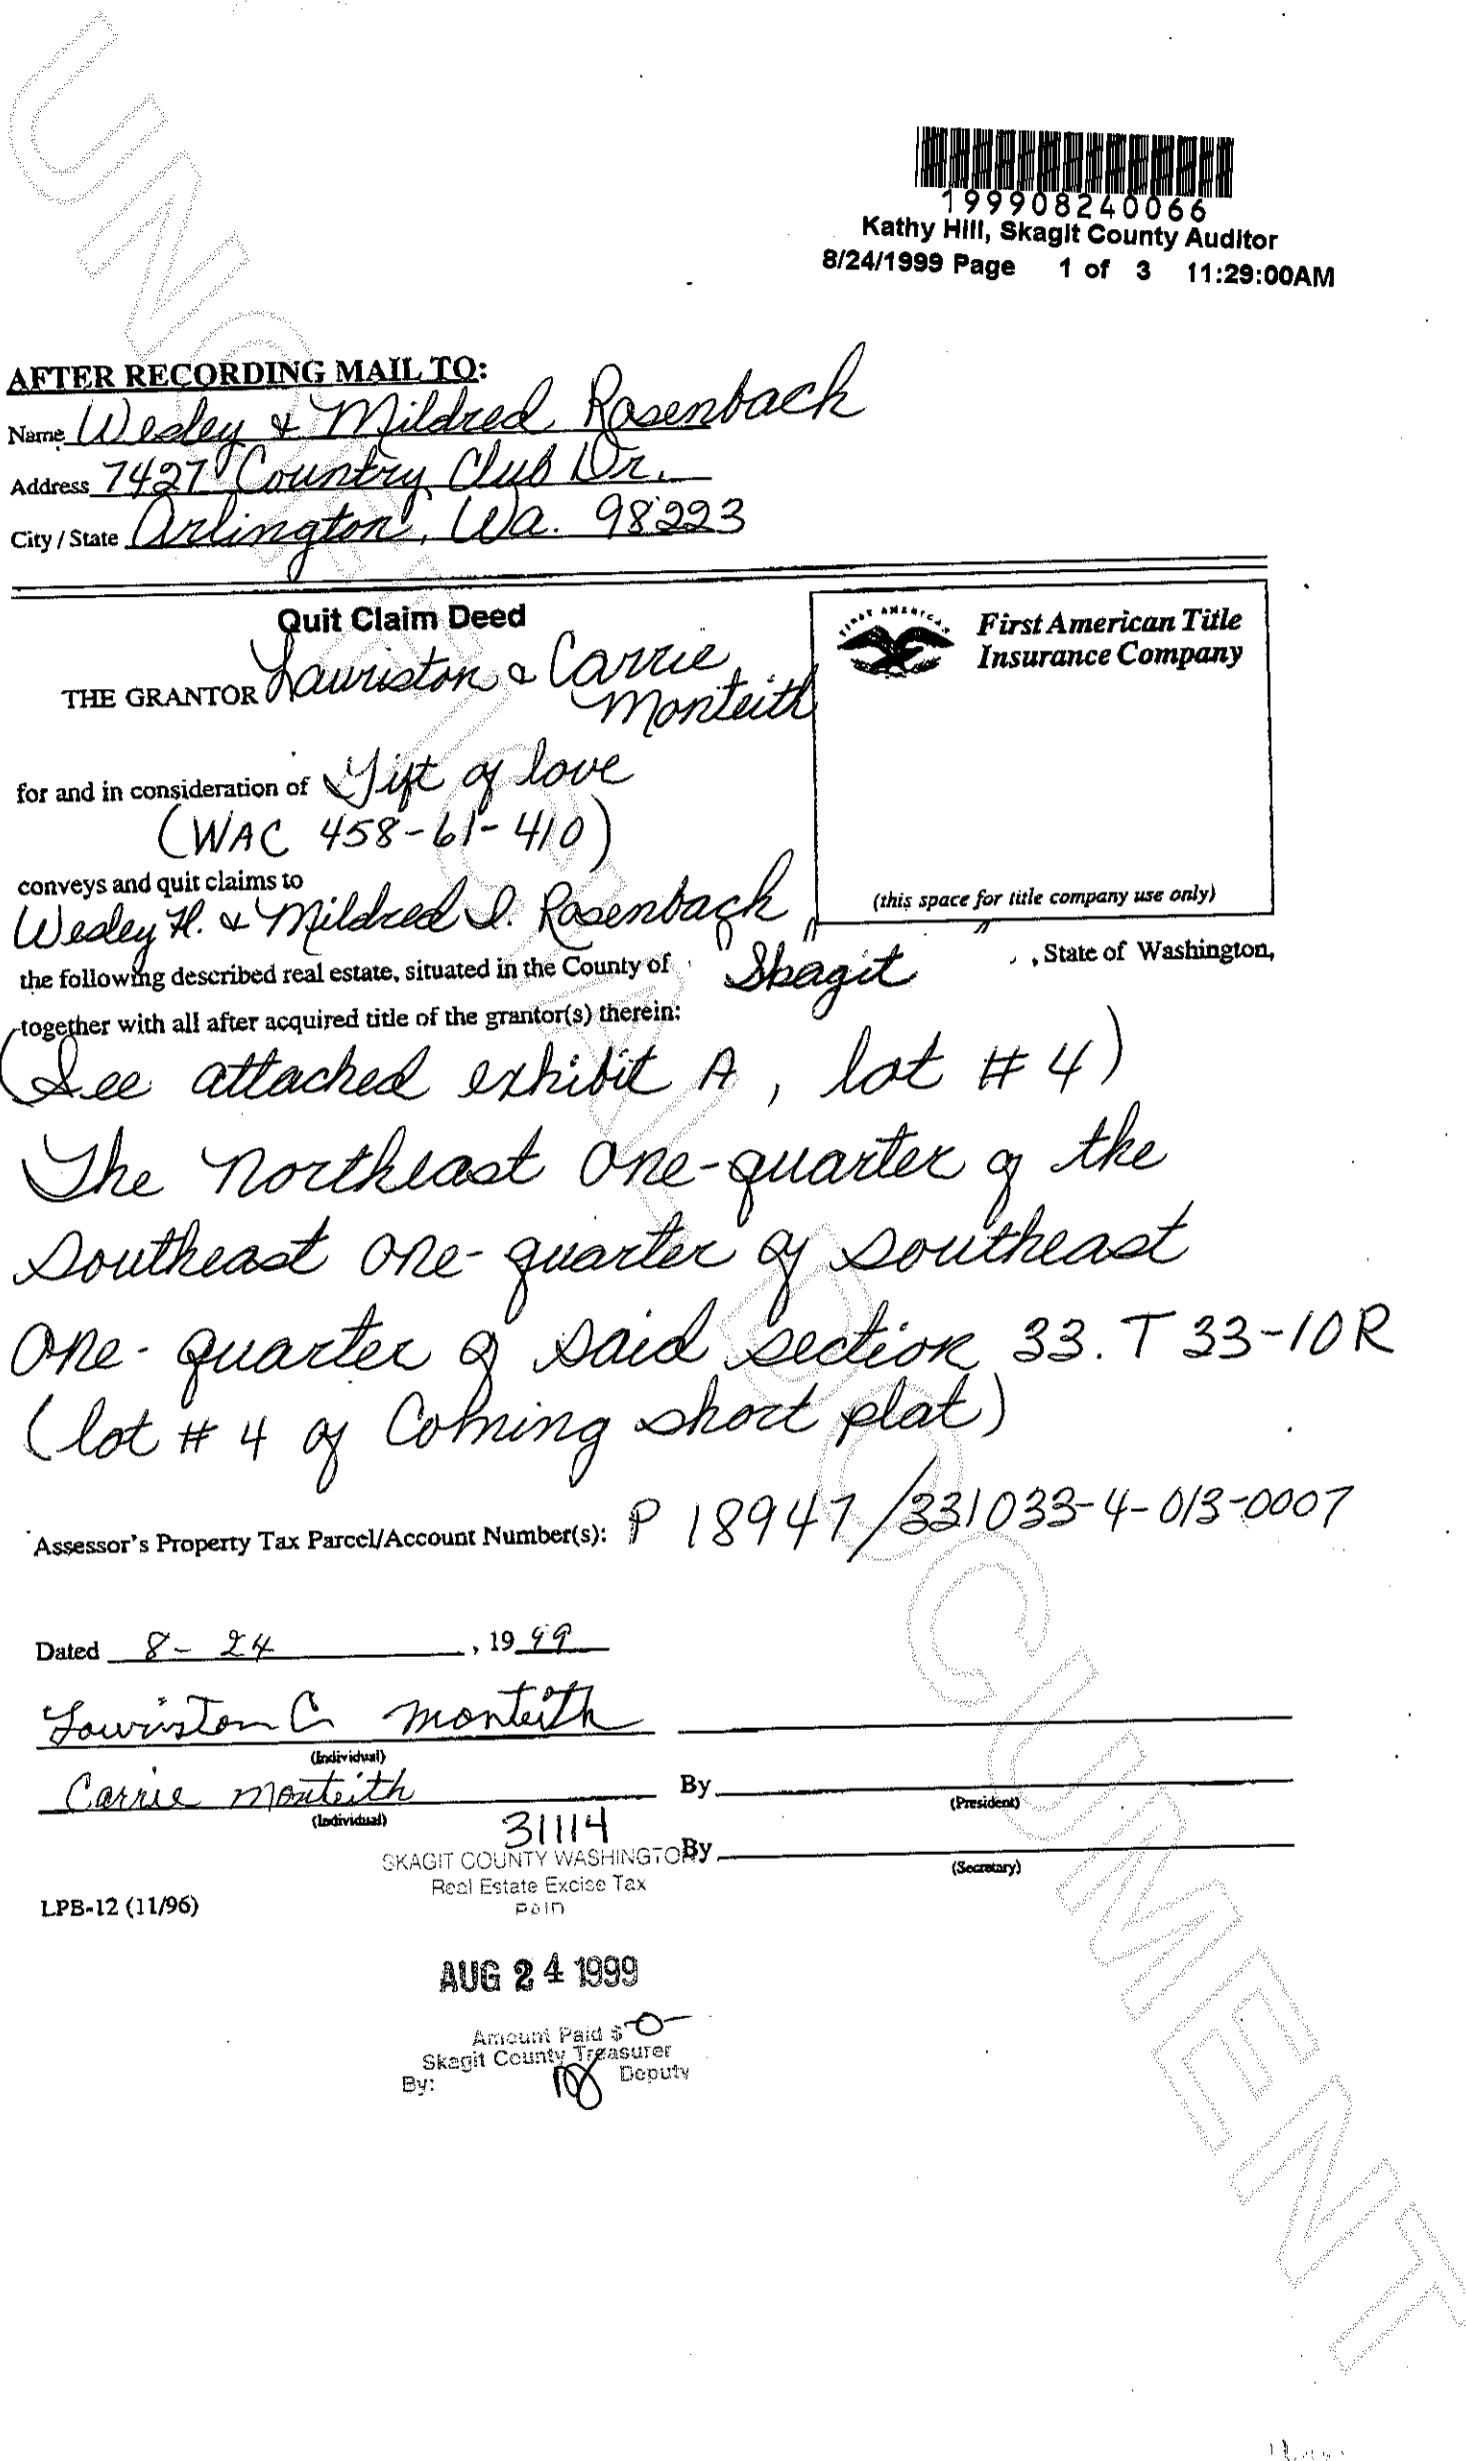 199908240066
Kathy Hill, Skagit County Auditor
8/24/1999 Page 1 of 3 11:29:00AM
AFTER RECORDING MAIL TO:
Name Wesley & Mildred Rosenbach
Address 7427 Country Club Dr.
City / State Arlington, Wa. 98223
Quit Claim Deed
THE GRANTOR Lauriston & Carrie
Monteith
FIRST AMERICAN
First American Title
Insurance Company
for and in consideration of Gift of love
(WAC 458-61-410)
conveys and quit claims to
Wesley H. & Mildred I. Rosenbach
(this space for title company use only)
the following described real estate, situated in the County of "Skagit" , State of Washington,
together with all after acquired title of the grantor(s) therein:
(See attached exhibit A, lot # 4)
The Northeast one-quarter of the
Southeast one-quarter of Southeast
one-quarter of said section 33. T 33-10R
(lot # 4 of short plat)
Assessor's Property Tax Parcel/Account Number(s): P 18947/331033-4-013-0007
Dated 8-24, 1999
Lauriston C Monteith
(Individual)
Carrie Monteith
(Individual)
By
(President)
31114
SKAGIT COUNTY WASHINGTON
By
(Secretary)
Real Estate Excise Tax
PAID
LPB-12 (11/96)
AUG 24 1999
Amount Paid $ 0
Skagit County Treasurer
By: Deputy
UNOFFICIAL DOCUMENT